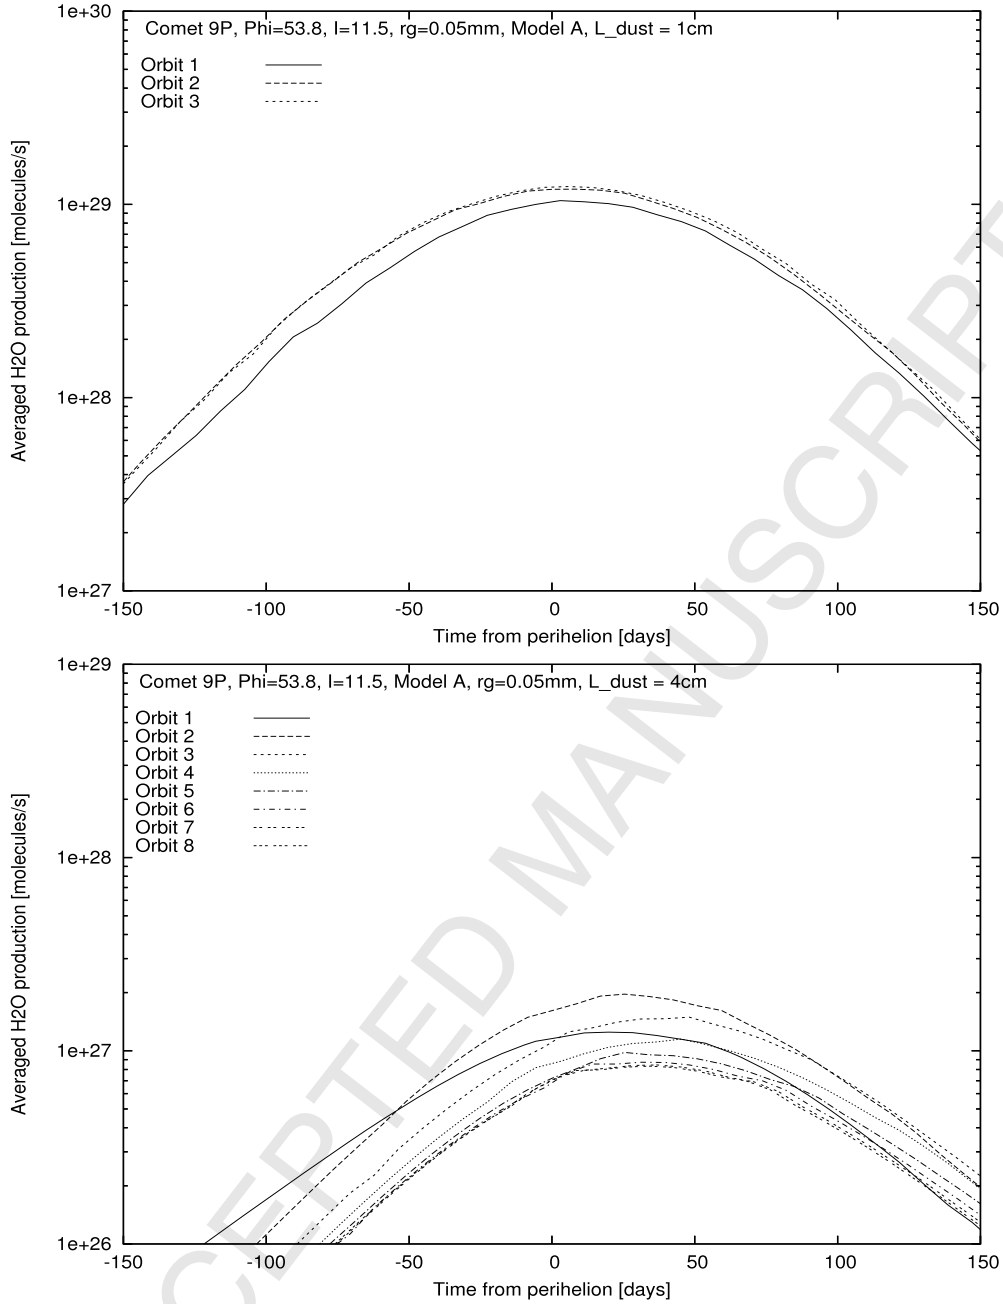 1e+30
Comet 9P, Phi=53.8, I=11.5, rg=0.05mm, Model A, L_dust = 1cm
Orbit 1
Orbit 2
Orbit 3
Averaged H2O production [molecules/s]
1e+29
1e+28
1e+27
-150 -100 -50 0 50 100 150
Time from perihelion [days]
1e+29
Comet 9P, Phi=53.8, I=11.5, Model A, rg=0.05mm, L_dust = 4cm
Orbit 1
Orbit 2
Orbit 3
Orbit 4
Orbit 5
Orbit 6
Orbit 7
Orbit 8
Averaged H2O production [molecules/s]
1e+28
1e+27
1e+26
-150 -100 -50 0 50 100 150
Time from perihelion [days]
CEPTED MANUSCRIPT